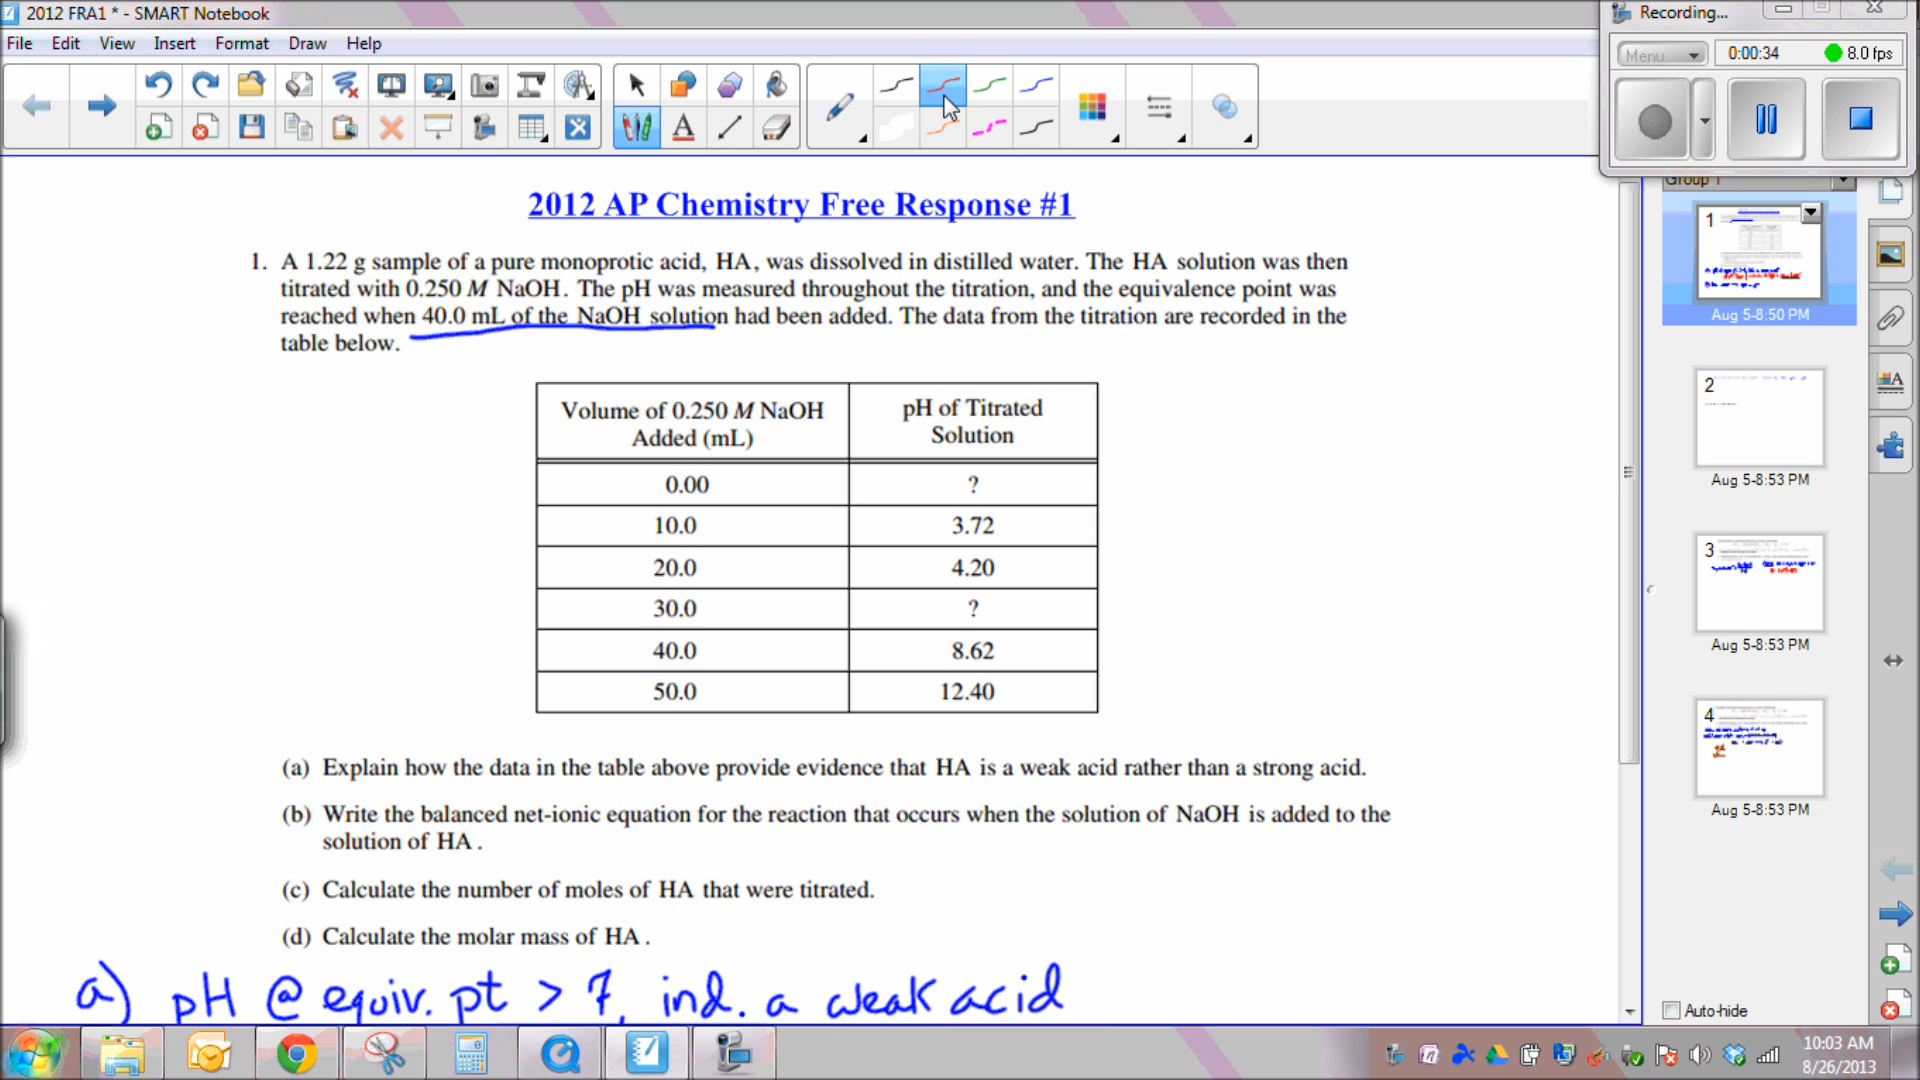 2012 FRA1 * - SMART Notebook
Recording...
File Edit View Insert Format Draw Help
Menu 0:00:34 8.0 fps
Group 1
2012 AP Chemistry Free Response #1
1. A 1.22 g sample of a pure monoprotic acid, HA, was dissolved in distilled water. The HA solution was then
titrated with 0.250 M NaOH. The pH was measured throughout the titration, and the equivalence point was
reached when 40.0 mL of the NaOH solution had been added. The data from the titration are recorded in the
table below.
Volume of 0.250 M NaOH
Added (mL)
pH of Titrated
Solution
0.00 ?
10.0 3.72
20.0 4.20
30.0 ?
40.0 8.62
50.0 12.40
(a) Explain how the data in the table above provide evidence that HA is a weak acid rather than a strong acid.
(b) Write the balanced net-ionic equation for the reaction that occurs when the solution of NaOH is added to the
solution of HA.
(c) Calculate the number of moles of HA that were titrated.
(d) Calculate the molar mass of HA.
a) pH @ equiv. pt > 7, ind. a weak acid
1
Aug 5-8:50 PM
2
Aug 5-8:53 PM
3
Aug 5-8:53 PM
4
Aug 5-8:53 PM
Auto-hide
10:03 AM
8/26/2013